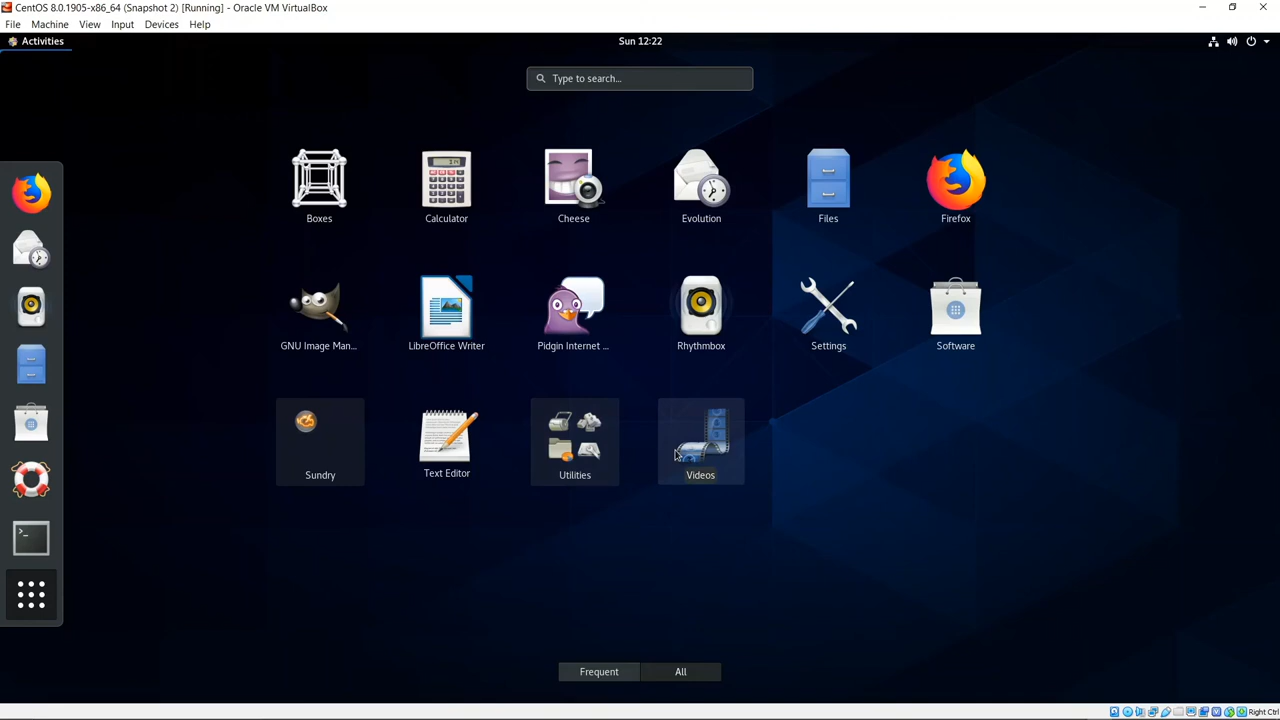 CentOS 8.0.1905-x86_64 (Snapshot 2) [Running] - Oracle VM VirtualBox
File Machine View Input Devices Help
Activities Sun 12:22
Type to search...
Boxes Calculator Cheese Evolution Files Firefox
GNU Image Man... LibreOffice Writer Pidgin Internet ... Rhythmbox Settings Software
Sundry Text Editor Utilities Videos
Frequent All
Right Ctrl